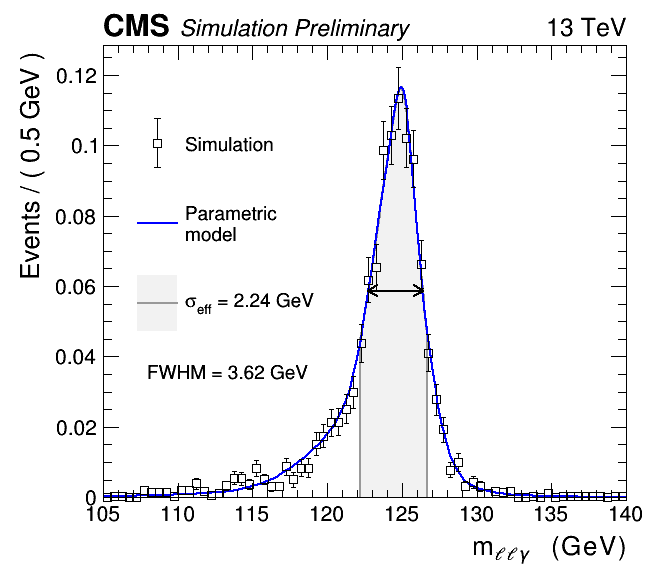 CMS Simulation Preliminary 13 TeV
Events / ( 0.5 GeV )
0.12
0.1
0.08
0.06
0.04
0.02
0
Simulation
Parametric
model
σeff = 2.24 GeV
FWHM = 3.62 GeV
105 110 115 120 125 130 135 140
mℓℓγ (GeV)